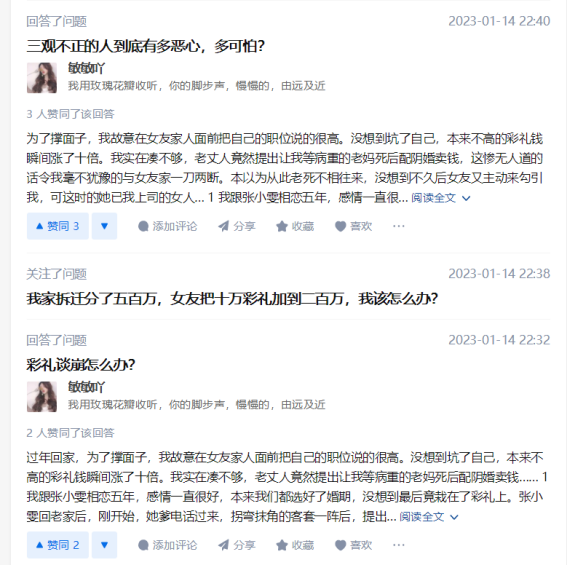 回答了问题 2023-01-14 22:40
三观不正的人到底有多恶心，多可怕？
敏敏吖
我用玫瑰花瓣收听，你的脚步声，慢慢的，由远及近
3 人赞同了该回答
为了撑面子，我故意在女友家人面前把自己的职位说的很高。没想到坑了自己，本来不高的彩礼钱
瞬间涨了十倍。我实在凑不够，老丈人竟然提出让我等病重的老妈死后配阴婚卖钱，这惨无人道的
话令我毫不犹豫的与女友家一刀两断。本以为从此老死不相往来，没想到不久后女友又主动来勾引
我，可这时的她已我上司的女人... 1 我跟张小雯相恋五年，感情一直很... 阅读全文
赞同 3 添加评论 分享 收藏 喜欢 ···
关注了问题 2023-01-14 22:38
我家拆迁分了五百万，女友把十万彩礼加到二百万，我该怎么办？
回答了问题 2023-01-14 22:32
彩礼谈崩怎么办？
敏敏吖
我用玫瑰花瓣收听，你的脚步声，慢慢的，由远及近
2 人赞同了该回答
过年回家，为了撑面子，我故意在女友家人面前把自己的职位说的很高。没想到坑了自己，本来不
高的彩礼钱瞬间涨了十倍。我实在凑不够，老丈人竟然提出让我等病重的老妈死后配阴婚卖钱...... 1
我跟张小雯相恋五年，感情一直很好，本来我们都选好了婚期，没想到最后竟栽在了彩礼上。张小
雯回老家后，刚开始，她爹电话过来，拐弯抹角的客套一阵后，提出... 阅读全文
赞同 2 添加评论 分享 收藏 喜欢 ···